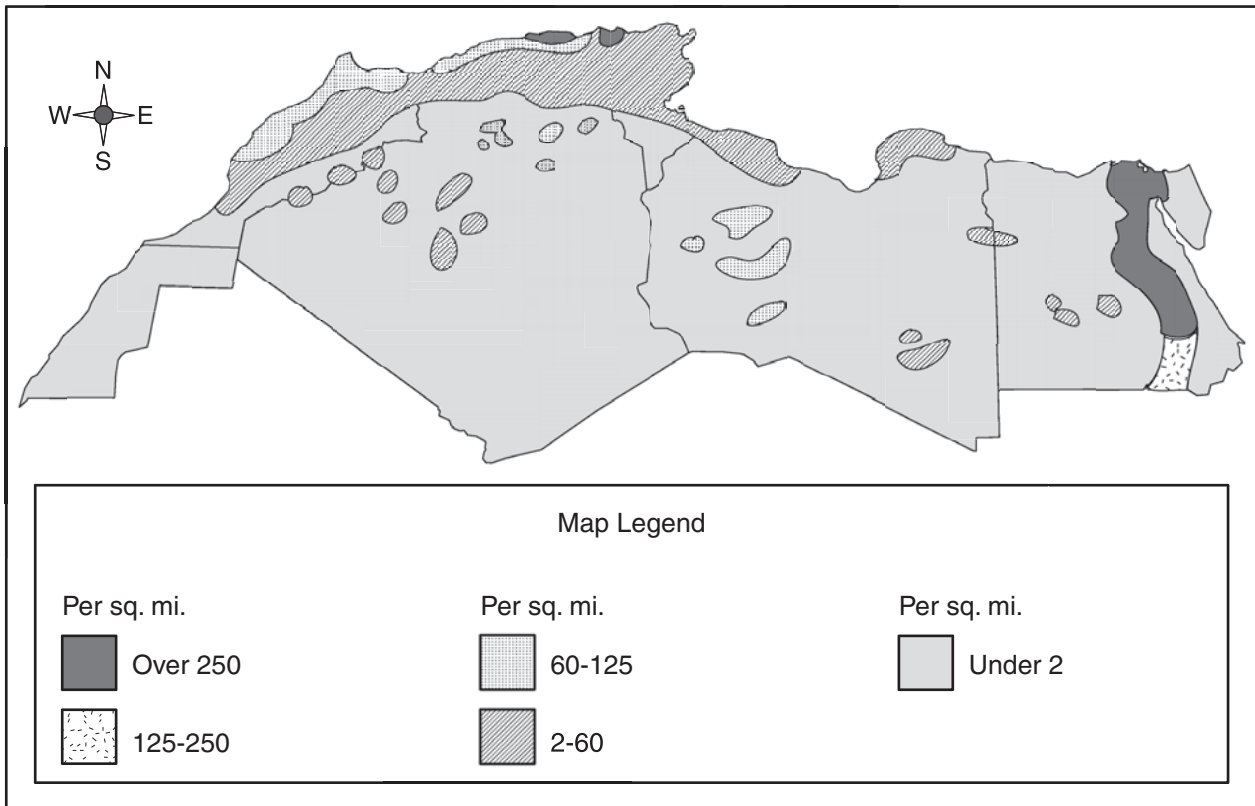 N
W E
S
Map Legend
Per sq. mi.
Over 250
125-250
Per sq. mi.
60-125
2-60
Per sq. mi.
Under 2